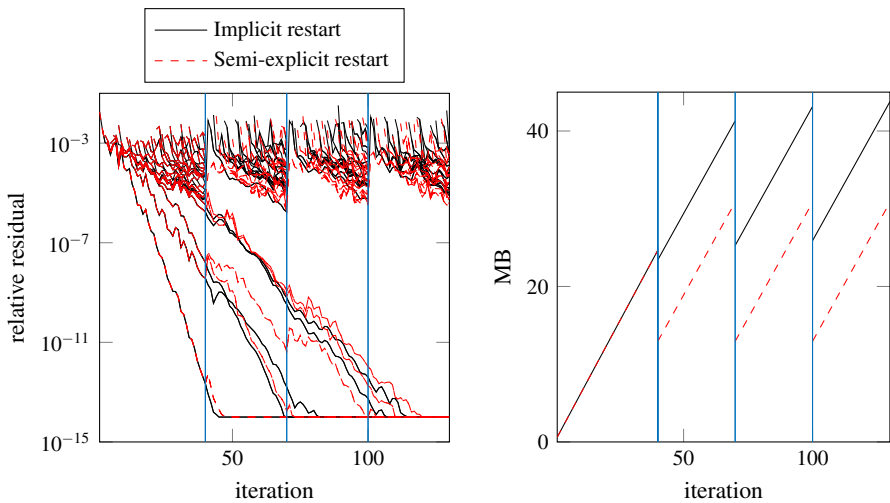 Implicit restart
Semi-explicit restart
relative residual
10−3
10−7
10−11
10−15
50
100
iteration
MB
40
20
0
50
100
iteration